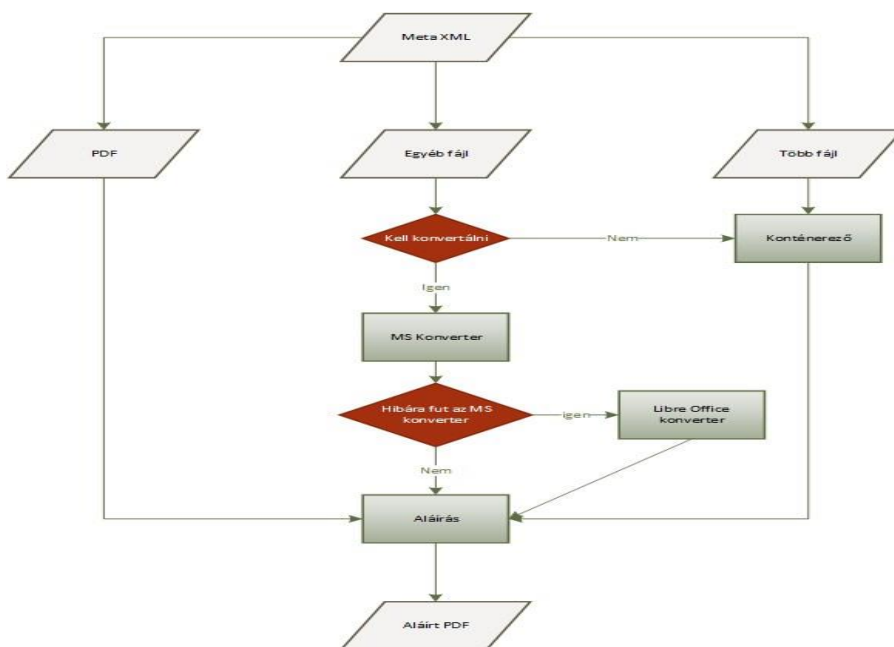 Meta XML
PDF
Egyéb fájl
Több fájl
Kell konvertálni
Nem
Konténerező
Igen
MS Konverter
Hibára fut az MS
konverter
igen
Libre Office
konverter
Nem
Aláírás
Aláírt PDF